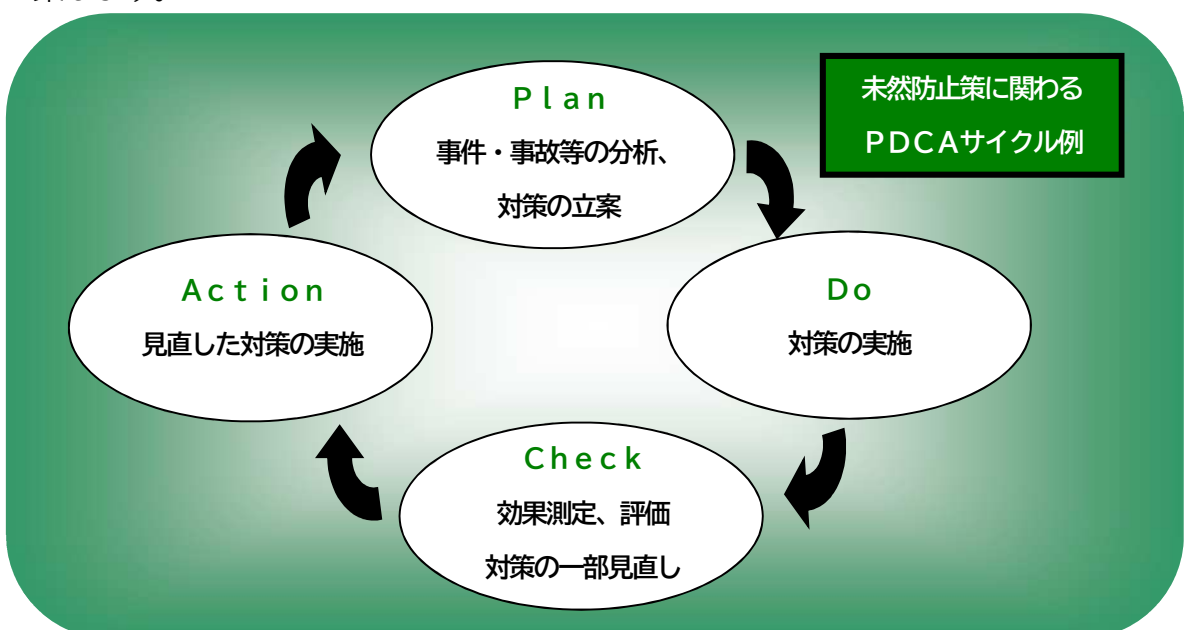 未然防止策に関わる
PDCAサイクル例
Plan
事件・事故等の分析、
対策の立案
Do
対策の実施
Check
効果測定、評価
対策の一部見直し
Action
見直した対策の実施